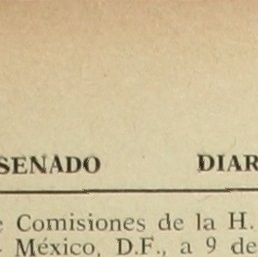 SENADO DIAR
Comisiones de la H.
México, D.F., a 9 de